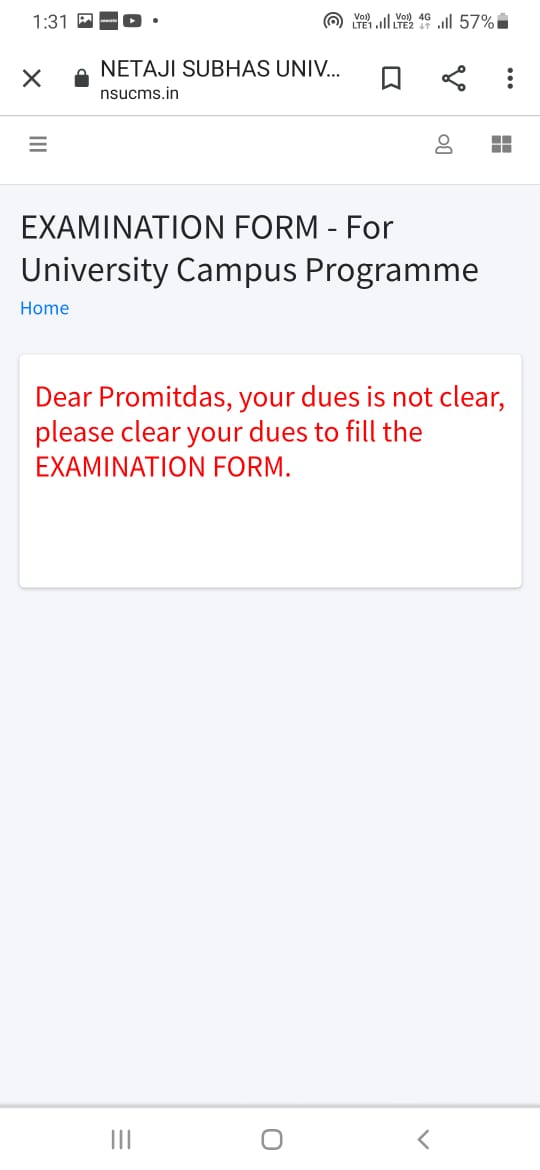 1:31
Vo)) LTE1 Vo)) LTE2 4G 57%
NETAJI SUBHAS UNIV...
nsucms.in
EXAMINATION FORM - For
University Campus Programme
Home
Dear Promitdas, your dues is not clear,
please clear your dues to fill the
EXAMINATION FORM.